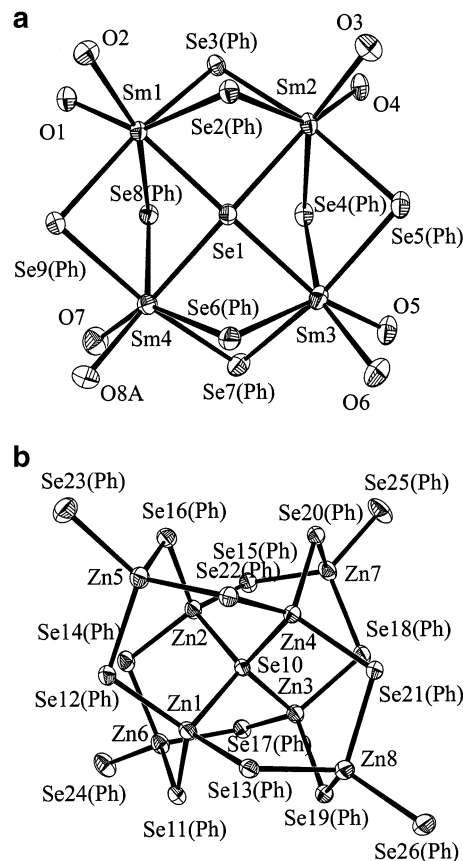 a
O2
Se3(Ph)
O3
Sm1
Sm2
O1
Se2(Ph)
O4
Se8(Ph)
Se4(Ph)
Se9(Ph)
Se1
Se5(Ph)
O7
Sm4
Se6(Ph)
Sm3
O5
O8A
Se7(Ph)
O6
b
Se23(Ph)
Se25(Ph)
Se16(Ph)
Se20(Ph)
Zn5
Se15(Ph)
Zn7
Se22(Ph)
Se14(Ph)
Zn2
Zn4
Se18(Ph)
Se12(Ph)
Zn1
Se10
Zn3
Se21(Ph)
Zn6
Se17(Ph)
Zn8
Se24(Ph)
Se13(Ph)
Se11(Ph)
Se19(Ph)
Se26(Ph)